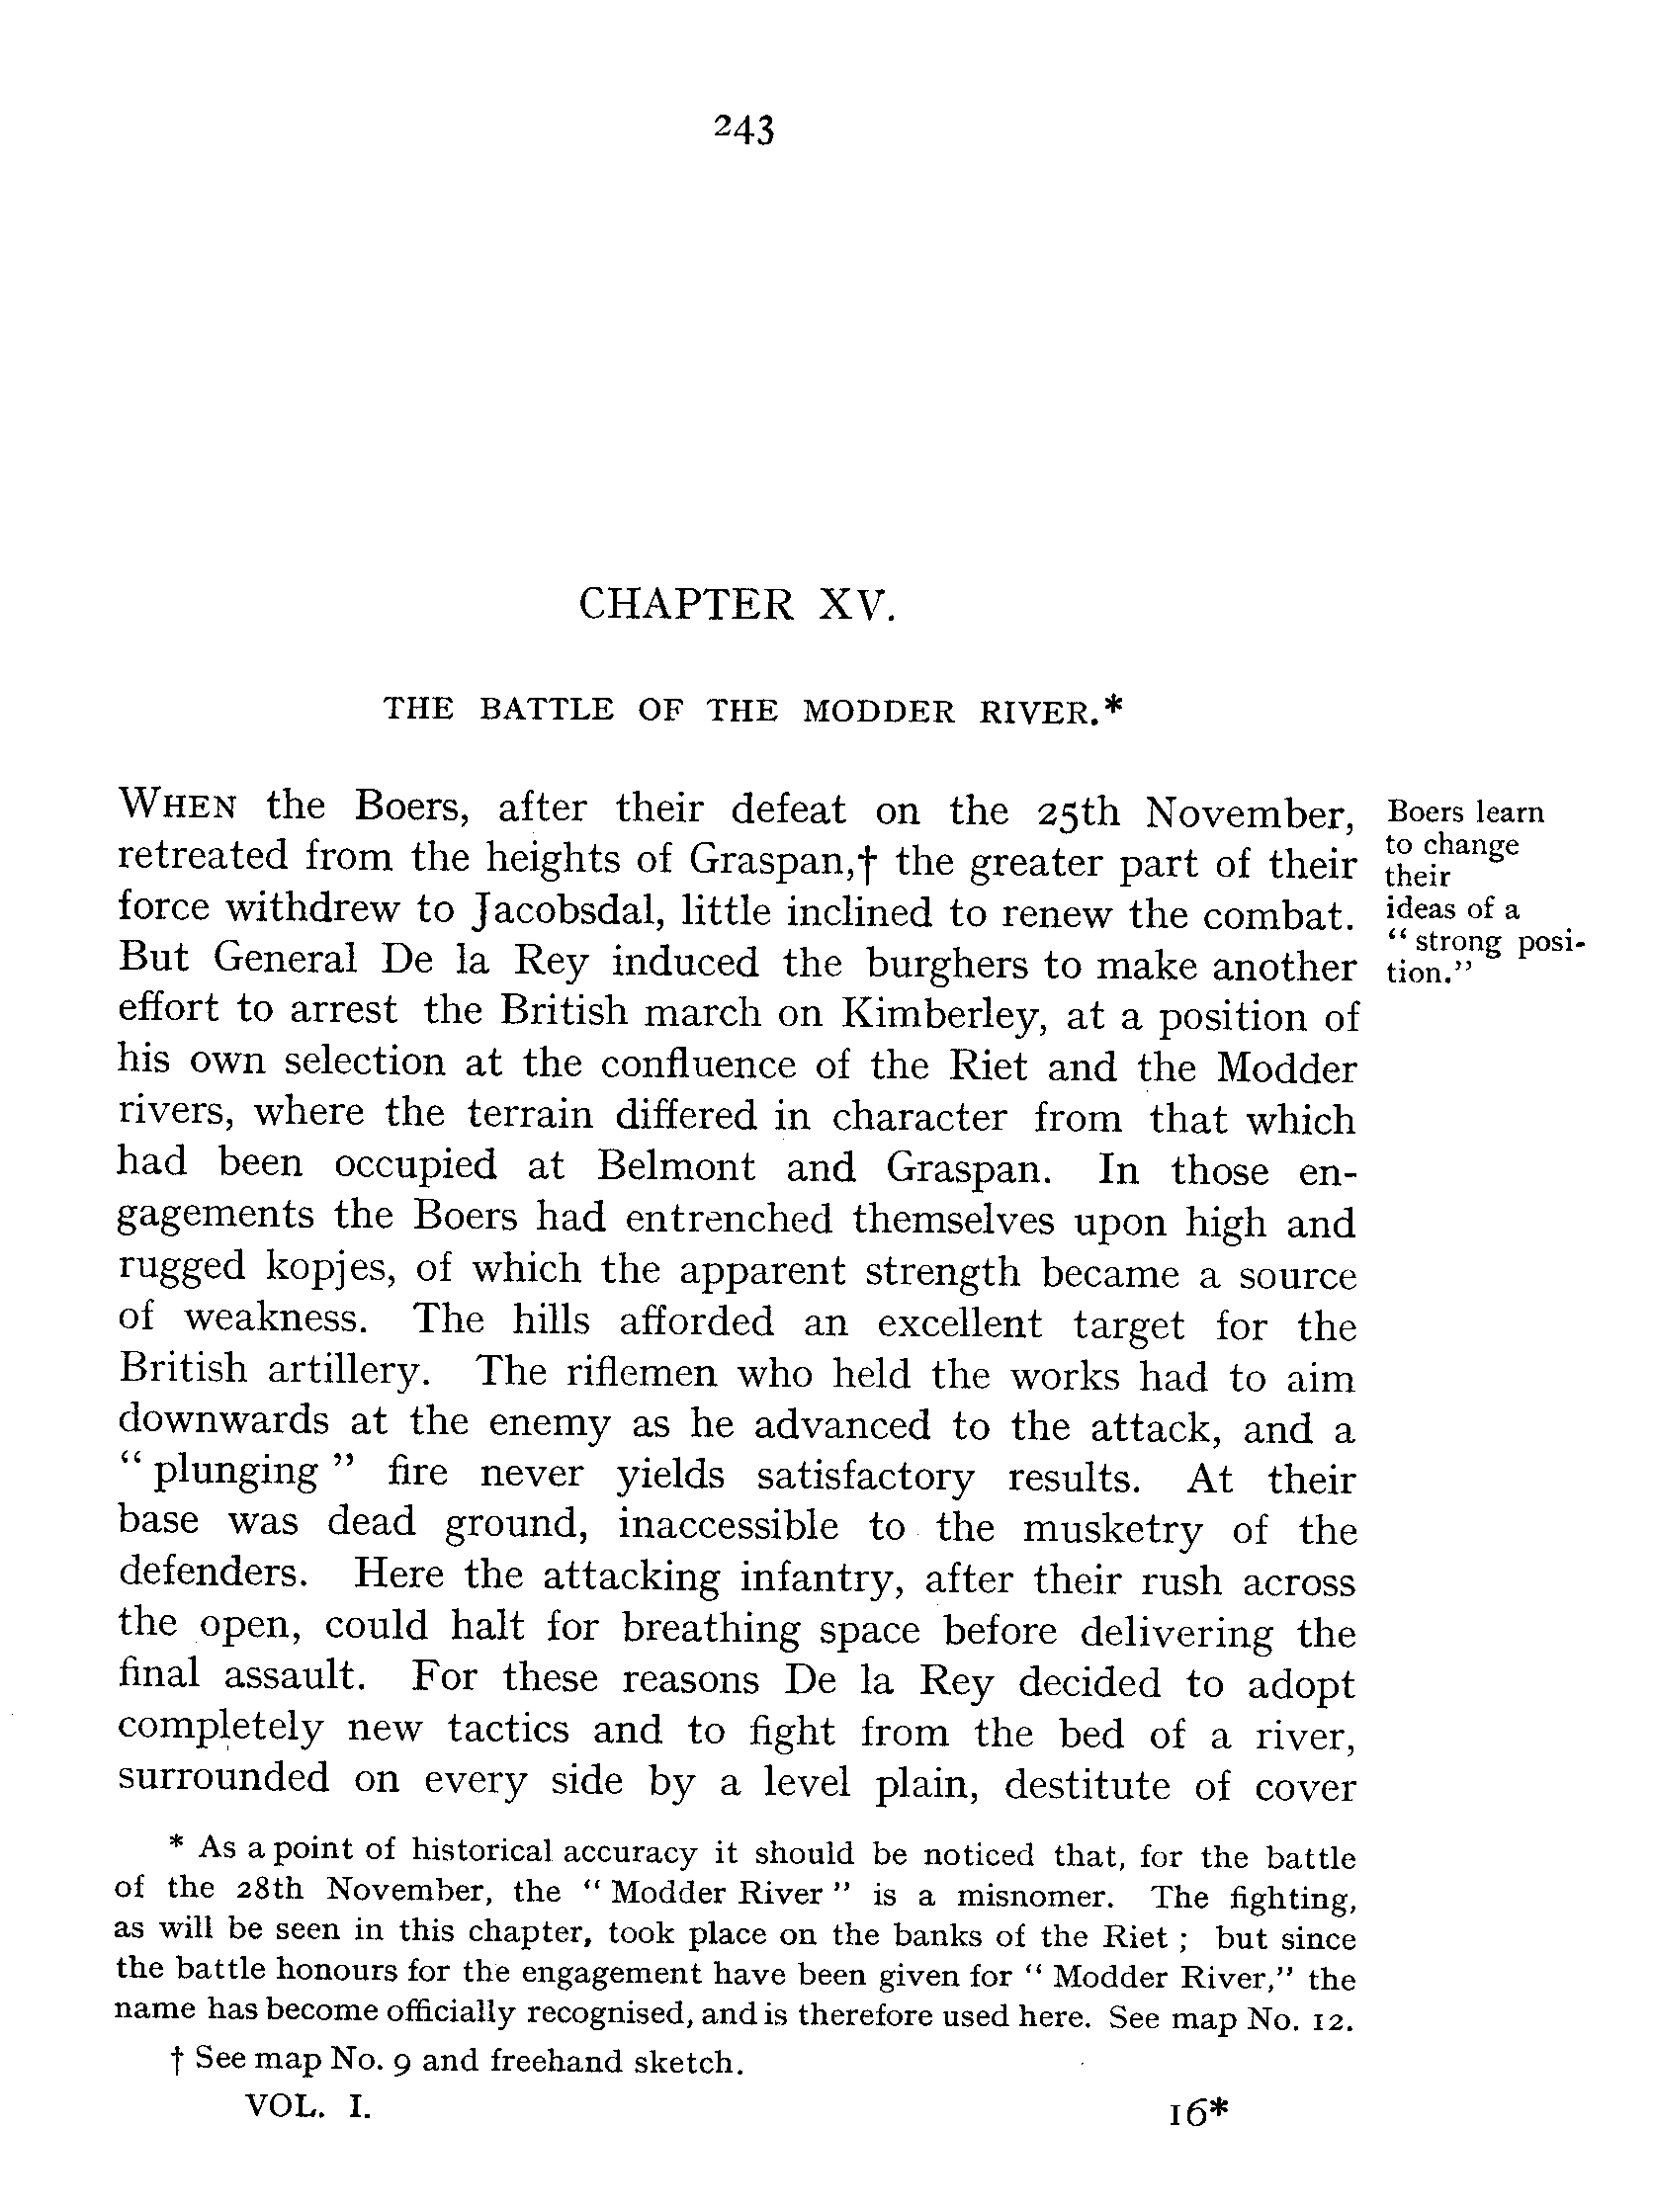 243
CHAPTER XV.
THE BATTLE OF THE MODDER RIVER.*
WHEN the Boers, after their defeat on the 25th November,
retreated from the heights of Graspan,† the greater part of their
force withdrew to Jacobsdal, little inclined to renew the combat.
But General De la Rey induced the burghers to make another
effort to arrest the British march on Kimberley, at a position of
his own selection at the confluence of the Riet and the Modder
rivers, where the terrain differed in character from that which
had been occupied at Belmont and Graspan. In those en-
gagements the Boers had entrenched themselves upon high and
rugged kopjes, of which the apparent strength became a source
of weakness. The hills afforded an excellent target for the
British artillery. The riflemen who held the works had to aim
downwards at the enemy as he advanced to the attack, and a
“ plunging ” fire never yields satisfactory results. At their
base was dead ground, inaccessible to the musketry of the
defenders. Here the attacking infantry, after their rush across
the open, could halt for breathing space before delivering the
final assault. For these reasons De la Rey decided to adopt
completely new tactics and to fight from the bed of a river,
surrounded on every side by a level plain, destitute of cover
Boers learn
to change
their
ideas of a
“ strong posi-
tion.”
* As a point of historical accuracy it should be noticed that, for the battle
of the 28th November, the “ Modder River ” is a misnomer. The fighting,
as will be seen in this chapter, took place on the banks of the Riet ; but since
the battle honours for the engagement have been given for “ Modder River,” the
name has become officially recognised, and is therefore used here. See map No. 12.
† See map No. 9 and freehand sketch.
VOL. I. 16*